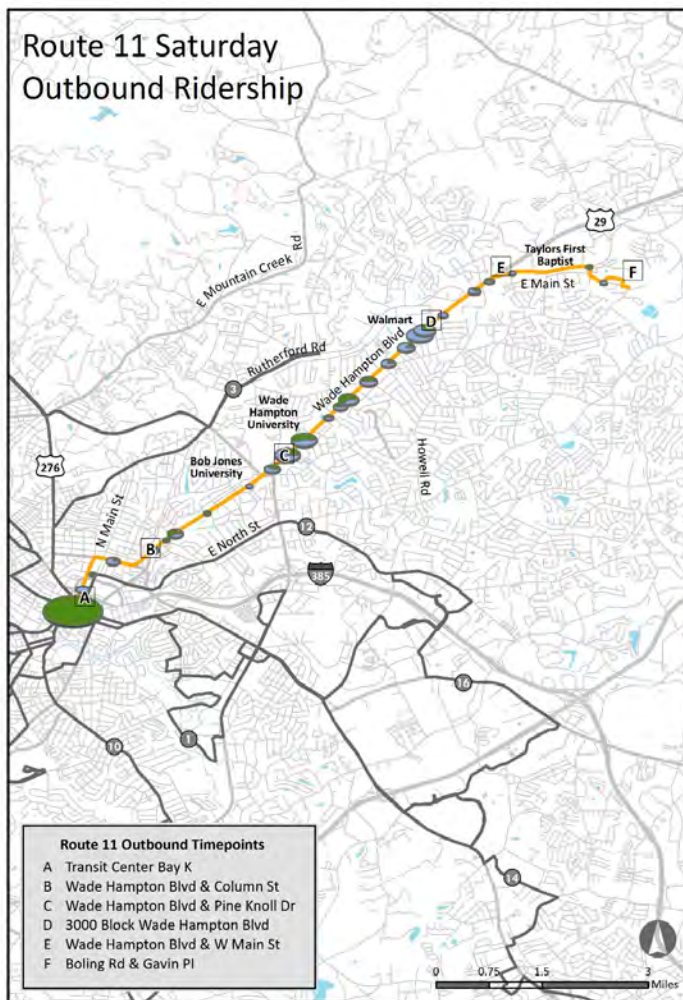 Route 11 Saturday
Outbound Ridership
29
Taylors First
Baptist
E
F
E Main St
E Mountain Creek Rd
Walmart
D
Wade Hampton Blvd
Rutherford Rd
3
Wade
Hampton
University
C
Howell Rd
276
Bob Jones
University
N Main St
B
E North St
12
385
A
16
10
1
14
Route 11 Outbound Timepoints
A Transit Center Bay K
B Wade Hampton Blvd & Column St
C Wade Hampton Blvd & Pine Knoll Dr
D 3000 Block Wade Hampton Blvd
E Wade Hampton Blvd & W Main St
F Boling Rd & Gavin Pl
0 0.75 1.5 3
Miles